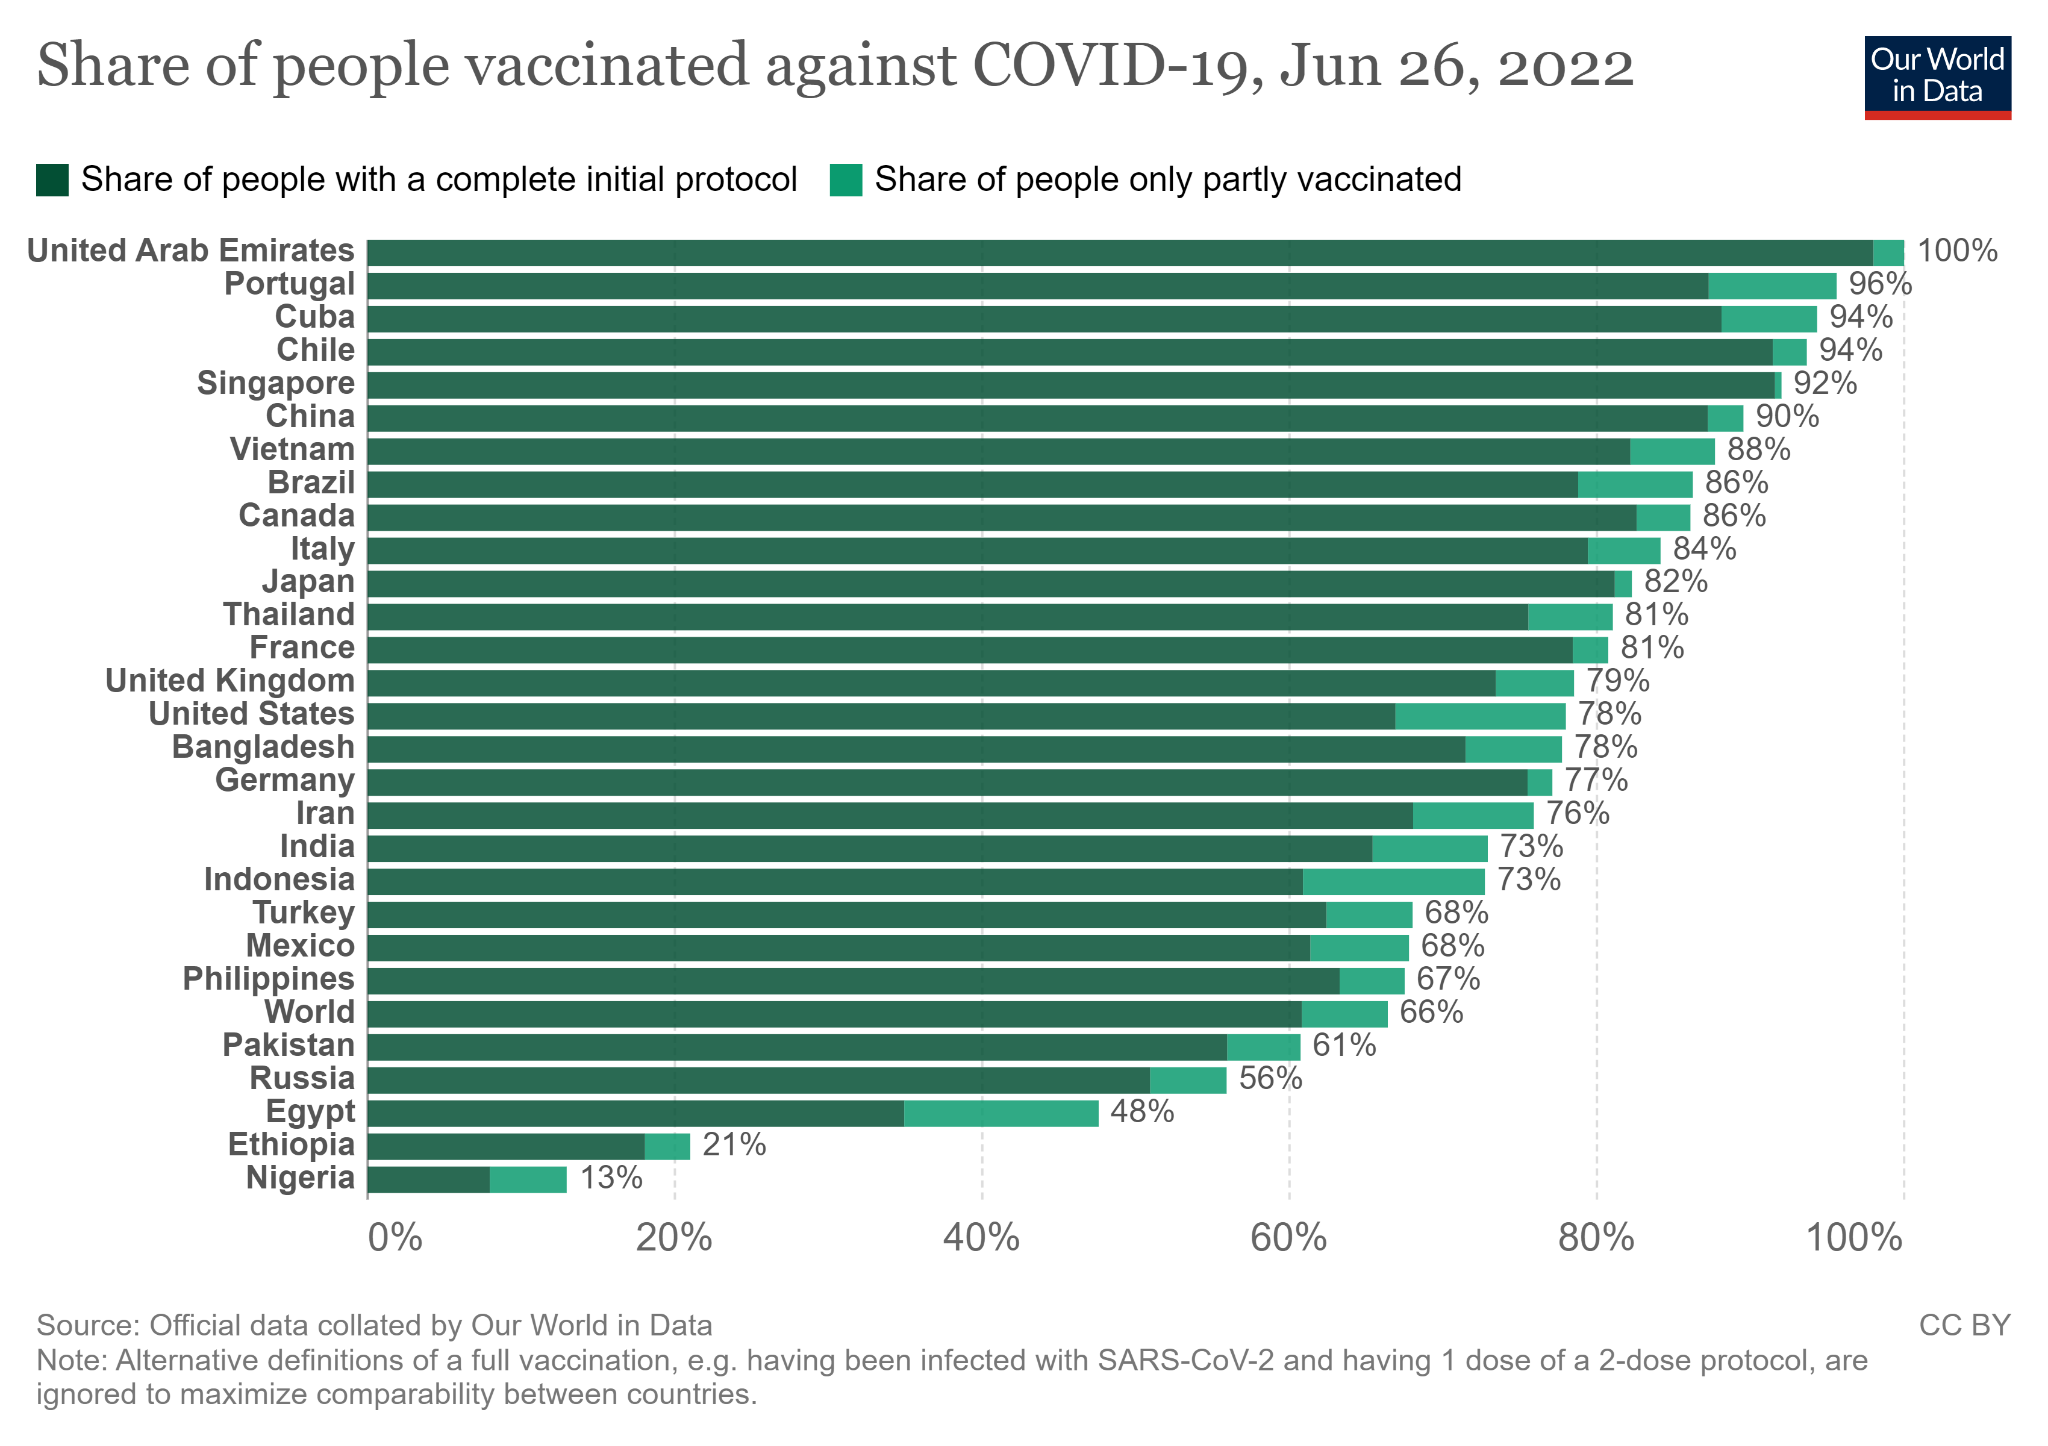 Share of people vaccinated against COVID-19, Jun 26, 2022
Our World
in Data
Share of people with a complete initial protocol
Share of people only partly vaccinated
United Arab Emirates 100%
Portugal 96%
Cuba 94%
Chile 94%
Singapore 92%
China 90%
Vietnam 88%
Brazil 86%
Canada 86%
Italy 84%
Japan 82%
Thailand 81%
France 81%
United Kingdom 79%
United States 78%
Bangladesh 78%
Germany 77%
Iran 76%
India 73%
Indonesia 73%
Turkey 68%
Mexico 68%
Philippines 67%
World 66%
Pakistan 61%
Russia 56%
Egypt 48%
Ethiopia 21%
Nigeria 13%
0% 20% 40% 60% 80% 100%
Source: Official data collated by Our World in Data
CC BY
Note: Alternative definitions of a full vaccination, e.g. having been infected with SARS-CoV-2 and having 1 dose of a 2-dose protocol, are
ignored to maximize comparability between countries.